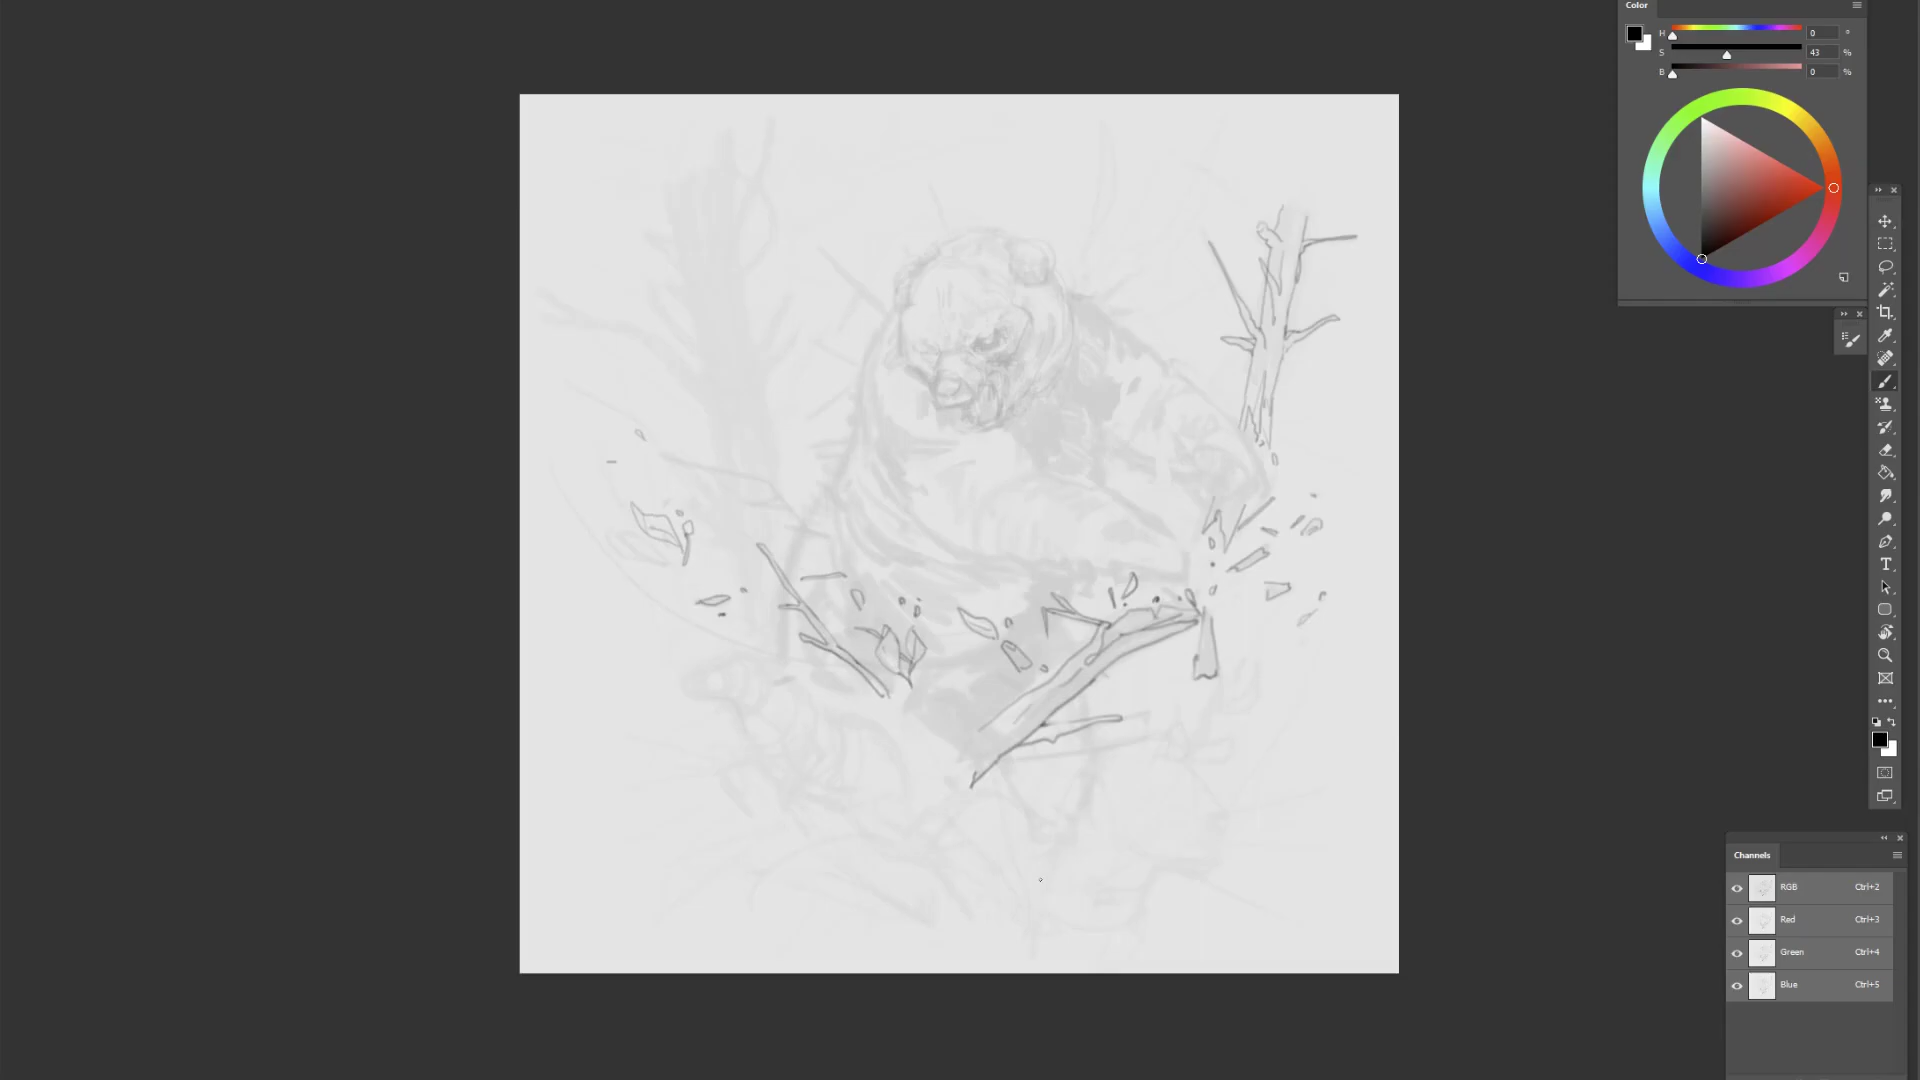 Color
H 0 °
S 43 %
B 0 %
Channels
RGB Ctrl+2
Red Ctrl+3
Green Ctrl+4
Blue Ctrl+5